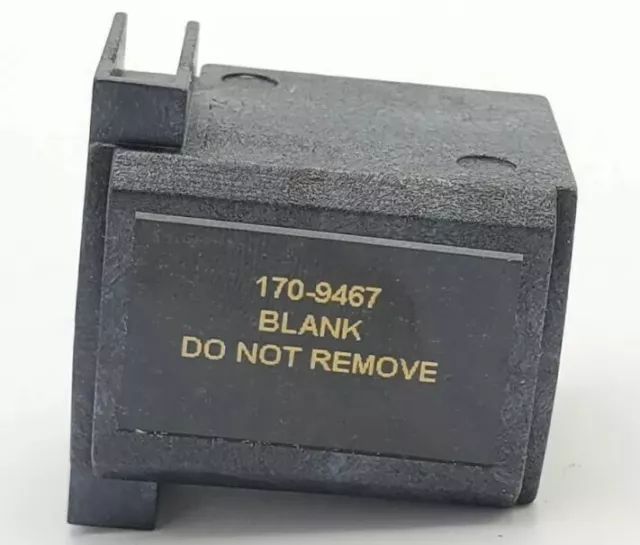 170-9467
BLANK
DO NOT REMOVE